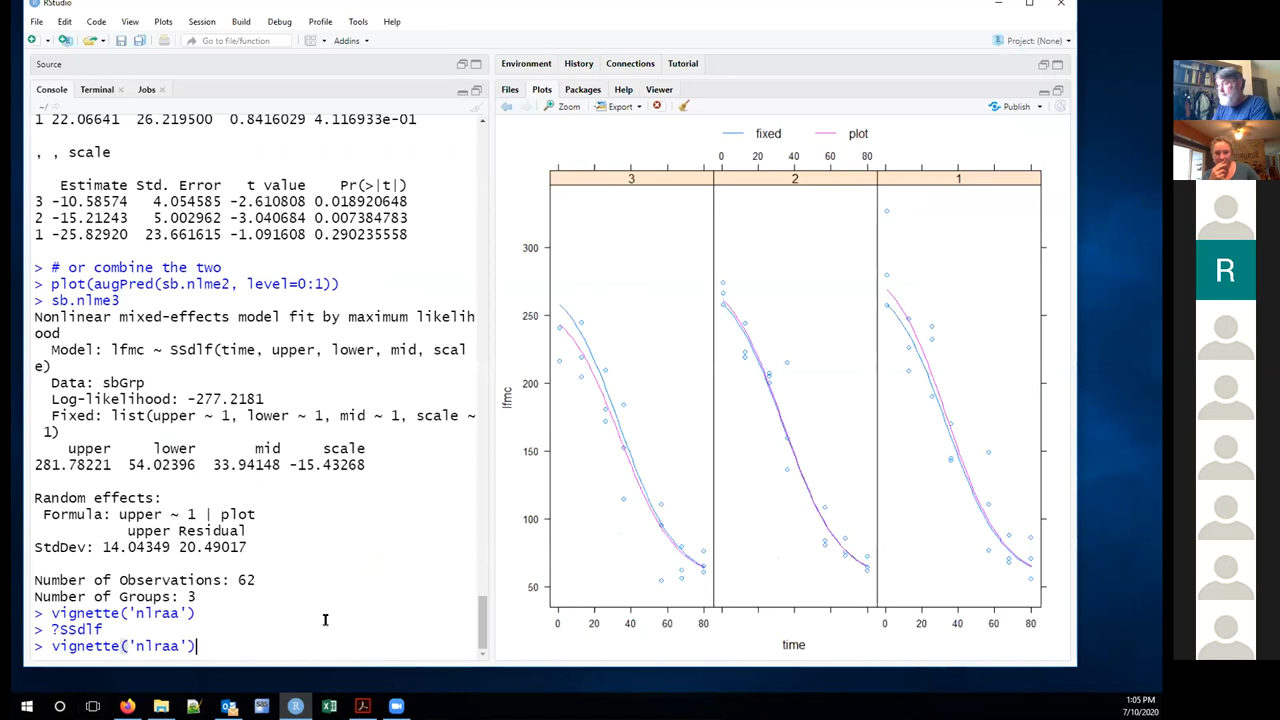 RStudio
File Edit Code View Plots Session Build Debug Profile Tools Help
Go to file/function Addins Project: (None)
Source
Console Terminal Jobs
~/
1 22.06641 26.219500 0.8416029 4.116933e-01
, , scale
Estimate Std. Error t value Pr(>|t|)
3 -10.58574 4.054585 -2.610808 0.018920648
2 -15.21243 5.002962 -3.040684 0.007384783
1 -25.82920 23.661615 -1.091608 0.290235558
> # or combine the two
> plot(augPred(sb.nlme2, level=0:1))
> sb.nlme3
Nonlinear mixed-effects model fit by maximum likelih
ood
Model: lfmc ~ SSdlf(time, upper, lower, mid, scal
e)
Data: sbGrp
Log-likelihood: -277.2181
Fixed: list(upper ~ 1, lower ~ 1, mid ~ 1, scale ~
1)
upper lower mid scale
281.78221 54.02396 33.94148 -15.43268
Random effects:
Formula: upper ~ 1 | plot
upper Residual
StdDev: 14.04349 20.49017
Number of Observations: 62
Number of Groups: 3
> vignette('nlraa')
> ?SSdlf
> vignette('nlraa')
Environment History Connections Tutorial
Files Plots Packages Help Viewer
Zoom Export Publish
fixed plot
0 20 40 60 80
3 2 1
300
250
200
150
100
50
lfmc
0 20 40 60 80 0 20 40 60 80
time
R
1:05 PM
7/10/2020